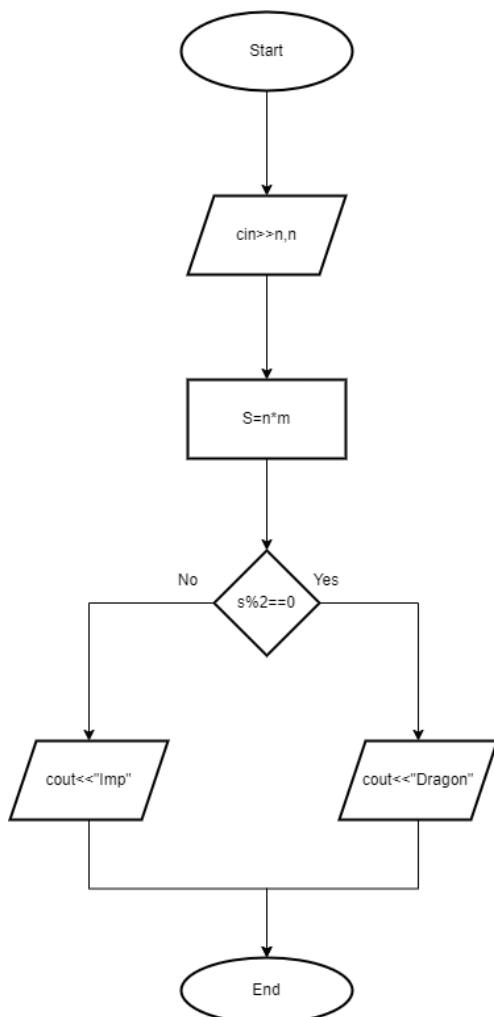 Start
cin>>n,n
S=n*m
No
Yes
s%2==0
cout<<"Imp"
cout<<"Dragon"
End